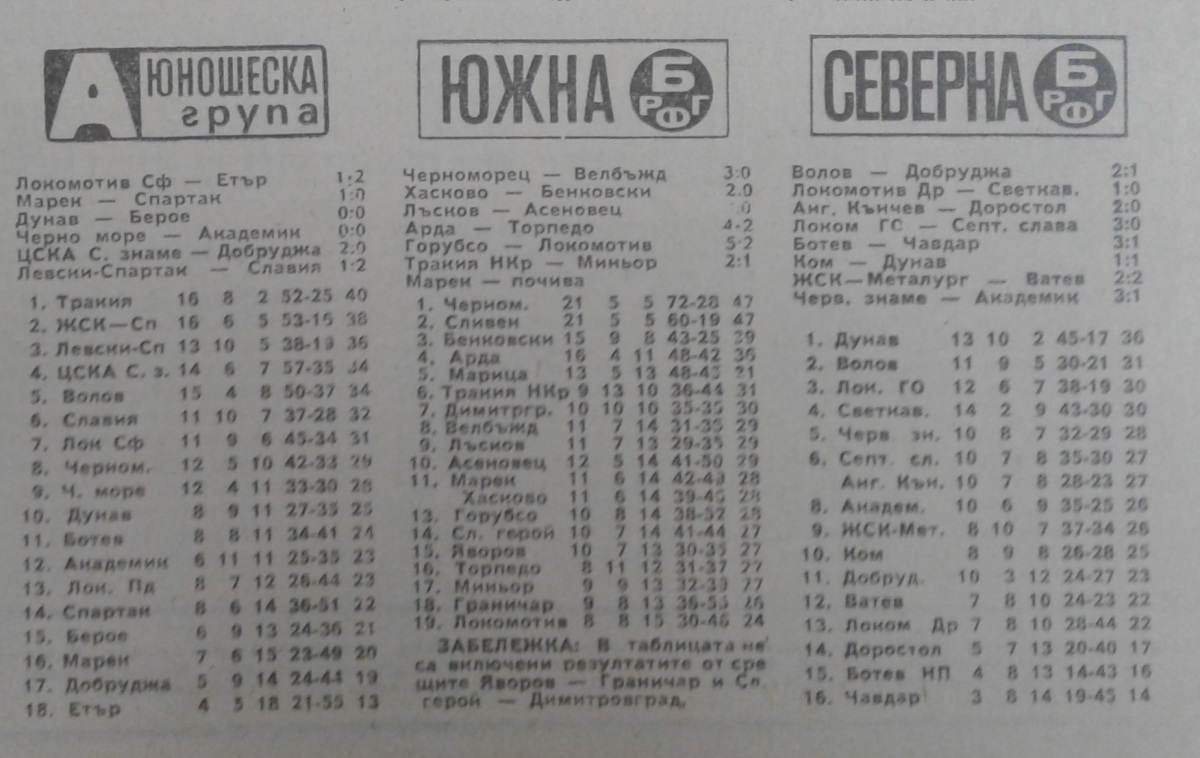 А ЮНОШЕСКА
група
Локомотив Сф — Етър 1:2
Марек — Спартак 1:0
Дунав — Берое 0:0
Черно море — Академик 0:0
ЦСКА С. знаме — Добруджа 2:0
Левски-Спартак — Славия 1:2
1. Тракия 16 8 2 52-25 40
2. ЖСК—Сп 16 6 5 53-15 38
3. Левски-Сп 13 10 5 38-19 36
4. ЦСКА С. з. 14 6 7 57-35 34
5. Волов 15 4 8 50-37 34
6. Славия 11 10 7 37-28 32
7. Лок Сф 11 9 6 45-34 31
8. Черном. 12 5 10 42-33 29
9. Ч. море 12 4 11 33-30 28
10. Дунав 8 9 11 27-35 25
11. Ботев 8 8 11 34-41 24
12. Академик 6 11 11 25-35 23
13. Лок. Пд 8 7 12 26-44 23
14. Спартак 8 6 14 36-51 22
15. Берое 6 9 13 24-36 21
16. Марек 7 6 15 23-49 20
17. Добруджа 5 9 14 24-44 19
18. Етър 4 5 18 21-55 13
ЮЖНА Б РФГ
Черноморец — Велбъжд 3:0
Хасково — Бенковски 2.0
Лъсков — Асеновец :0
Арда — Торпедо 4-2
Горубсо — Локомотив 5-2
Тракия НКр — Миньор 2:1
Марек — почива
1. Черном. 21 5 5 72-28 47
2. Сливен 21 5 5 60-19 47
3. Бенковски 15 9 8 43-25 39
4. Арда 16 4 11 48-42 36
5. Марица 13 5 13 48-45 31
6. Тракия НКр 9 13 10 36-44 31
7. Димитргр. 10 10 10 35-35 30
8. Велбъжд 11 7 14 31-35 29
9. Лъсков 11 7 13 29-35 29
10. Асеновец 12 5 14 41-50 29
11. Марек 11 6 14 42-49 28
Хасково 11 6 14 39-45 28
13. Горубсо 10 8 14 38-52 28
14. Сл. герой 10 7 14 41-44 27
15. Яворов 10 7 13 30-35 27
16. Торпедо 8 11 12 31-37 27
17. Миньор 9 9 13 32-39 27
18. Граничар 9 8 13 36-55 26
19. Локомотив 8 8 15 30-46 24
ЗАБЕЛЕЖКА: В таблицата не
са включени резултатите от сре
щите Яворов — Граничар и Сл.
герой — Димитровград.
СЕВЕРНА Б РФГ
Волов — Добруджа 2:1
Локомотив Др — Светкав. 1:0
Анг. Кънчев — Доростол 2:0
Локом ГС — Септ. слава 3:0
Ботев — Чавдар 3:1
Ком — Дунав 1:1
ЖСК—Металург — Ватев 2:2
Черв. знаме — Академик 3:1
1. Дунав 13 10 2 45-17 36
2. Волов 11 9 5 30-21 31
3. Лок. ГО 12 6 7 38-19 30
4. Светкав. 14 2 9 43-30 30
5. Черв. зн. 10 8 7 32-29 28
6. Септ. сл. 10 7 8 35-30 27
Анг. Кън. 10 7 8 28-23 27
8. Академ. 10 6 9 35-25 26
9. ЖСК-Мет. 8 10 7 37-34 26
10. Ком 8 9 8 26-28 25
11. Добруд. 10 3 12 24-27 23
12. Ватев 7 8 10 24-23 22
13. Локом Др 7 8 10 28-44 22
14. Доростол 5 7 13 20-40 17
15. Ботев НП 4 8 13 14-43 16
16. Чавдар 3 8 14 19-45 14